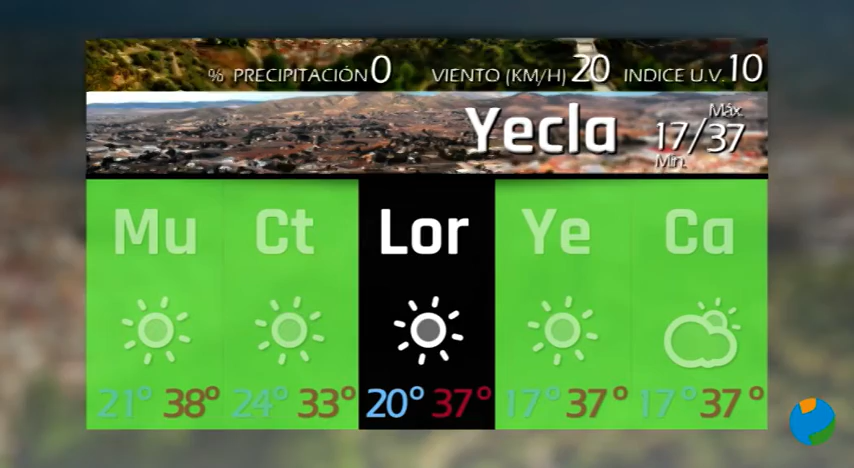 % PRECIPITACIÓN 0 VIENTO (KM/H) 20 INDICE U.V. 10
Yecla
Máx.
17/37
Mín.
Mu Ct Lor Ye Ca
21° 38° 24° 33° 20° 37° 17° 37° 17° 37°